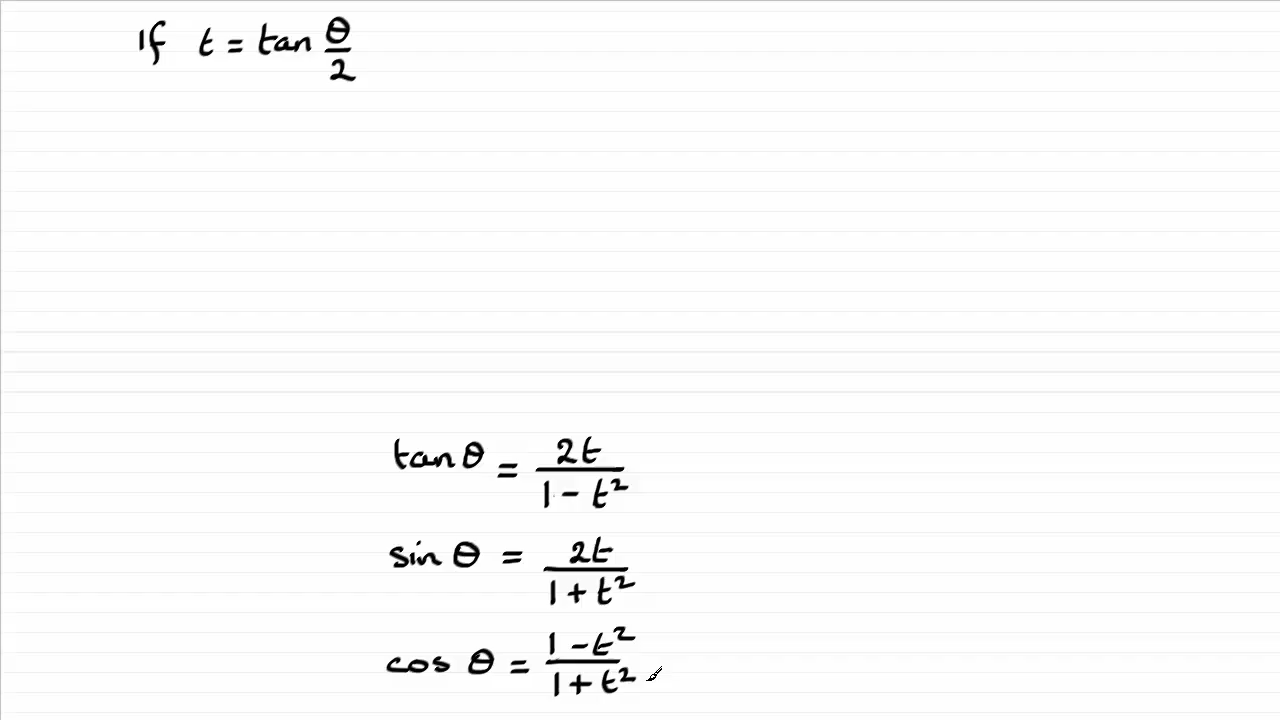 If t = tan θ/2
tan θ = 2t/(1 - t²)
sin θ = 2t/(1 + t²)
cos θ = (1 - t²)/(1 + t²)